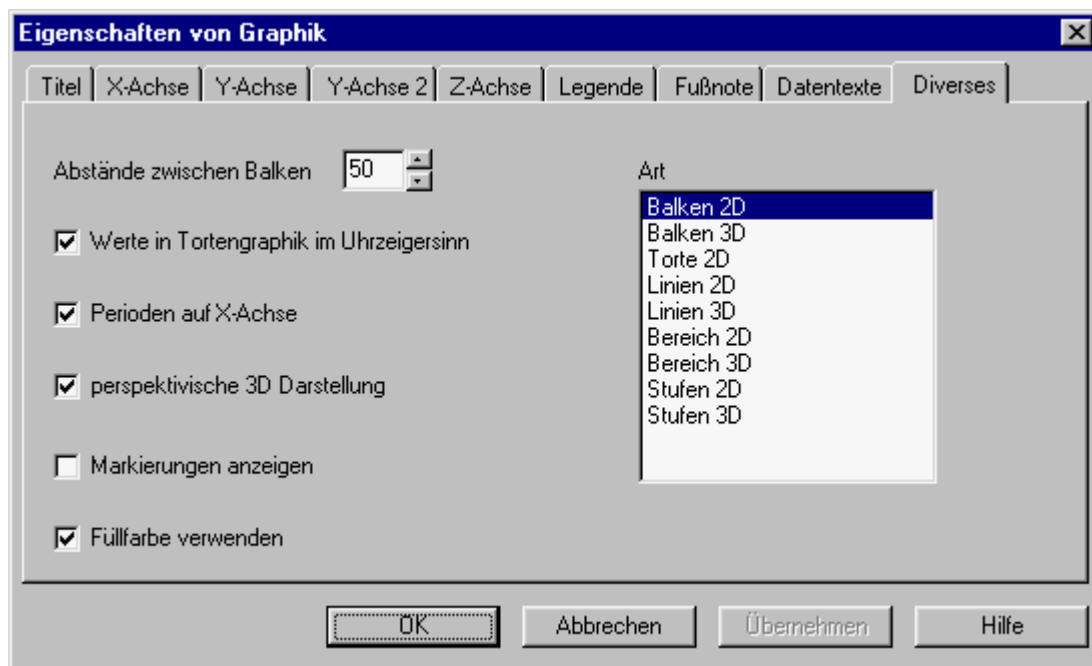 Eigenschaften von Graphik
Titel X-Achse Y-Achse Y-Achse 2 Z-Achse Legende Fußnote Datentexte Diverses
Abstände zwischen Balken 50
Werte in Tortengraphik im Uhrzeigersinn
Perioden auf X-Achse
perspektivische 3D Darstellung
Markierungen anzeigen
Füllfarbe verwenden
Art
Balken 2D
Balken 3D
Torte 2D
Linien 2D
Linien 3D
Bereich 2D
Bereich 3D
Stufen 2D
Stufen 3D
OK Abbrechen Übernehmen Hilfe